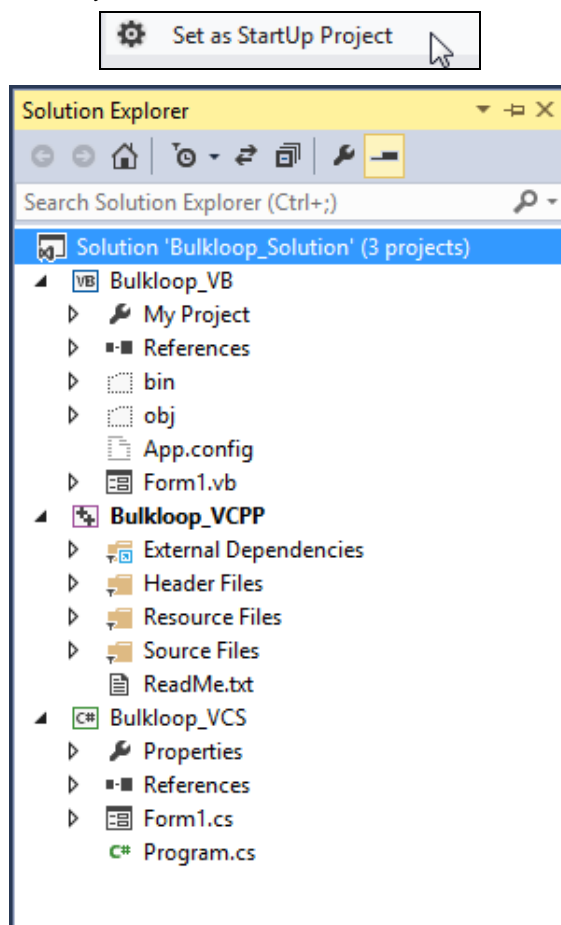 Set as StartUp Project
Solution Explorer
Search Solution Explorer (Ctrl+;)
Solution 'Bulkloop_Solution' (3 projects)
VB Bulkloop_VB
My Project
References
bin
obj
App.config
Form1.vb
Bulkloop_VCPP
External Dependencies
Header Files
Resource Files
Source Files
ReadMe.txt
C# Bulkloop_VCS
Properties
References
Form1.cs
C# Program.cs